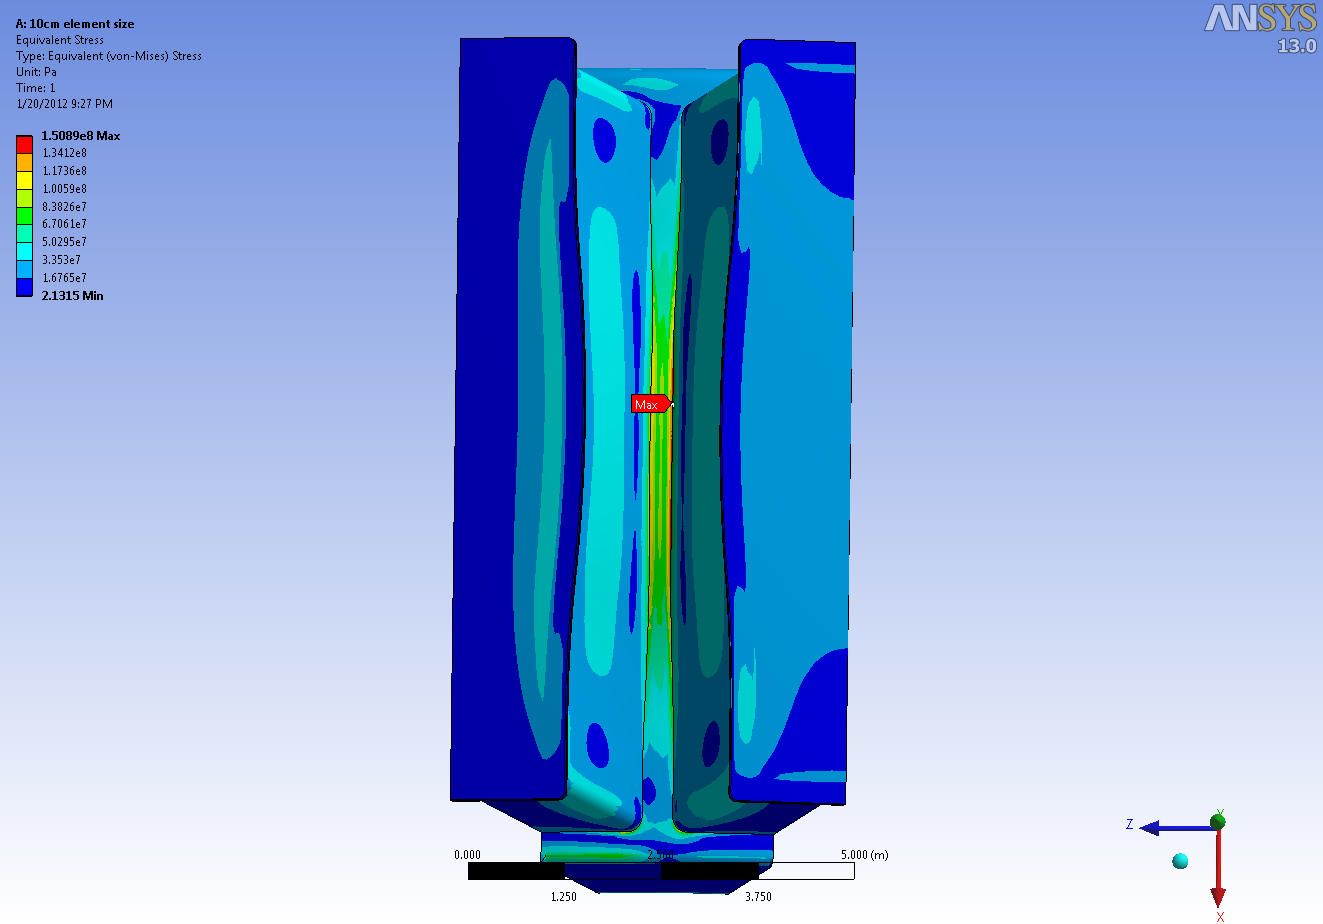 A: 10cm element size
Equivalent Stress
Type: Equivalent (von-Mises) Stress
Unit: Pa
Time: 1
1/20/2012 9:27 PM
1.5089e8 Max
1.3412e8
1.1736e8
1.0059e8
8.3826e7
6.7061e7
5.0295e7
3.353e7
1.6765e7
2.1315 Min
ANSYS
13.0
Max
0.000
2.500
5.000 (m)
1.250
3.750
Y
Z
X